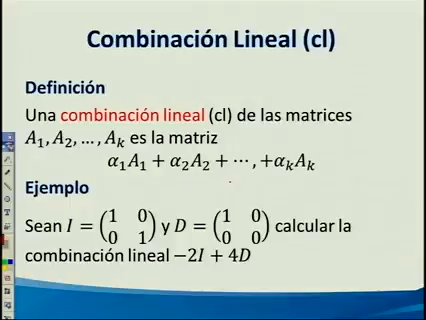 Combinación Lineal (cl)
Definición
Una combinación lineal (cl) de las matrices
A₁, A₂, …, Aₖ es la matriz
α₁A₁ + α₂A₂ + ⋯, +αₖAₖ
Ejemplo
Sean I = (1 0; 0 1) y D = (1 0; 0 0) calcular la
combinación lineal −2I + 4D